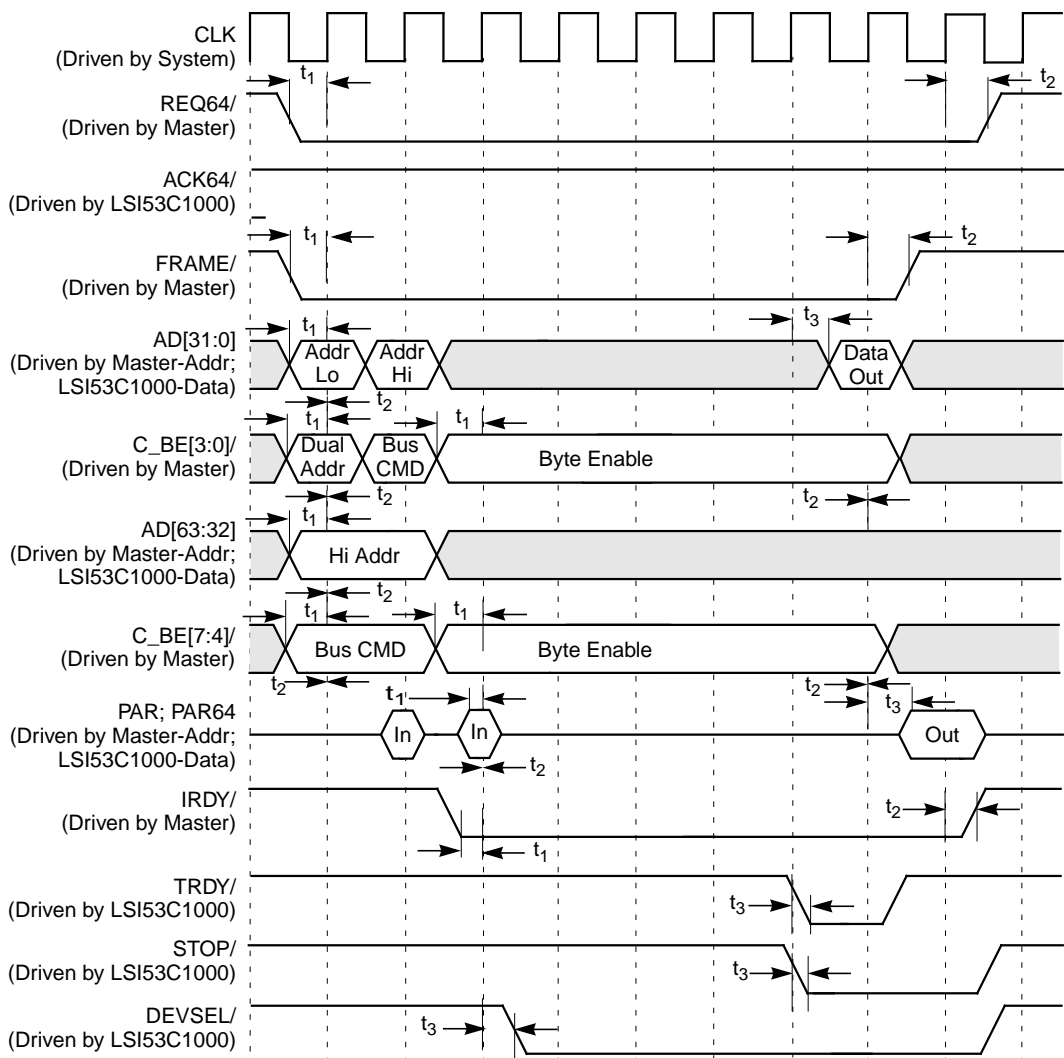 CLK
(Driven by System)
t1
t2
REQ64/
(Driven by Master)
ACK64/
(Driven by LSI53C1000)
t1
t2
FRAME/
(Driven by Master)
t3
AD[31:0]
(Driven by Master-Addr;
LSI53C1000-Data)
t1
Addr
Lo
Addr
Hi
Data
Out
t2
t1
t1
C_BE[3:0]/
(Driven by Master)
Dual
Addr
Bus
CMD
Byte Enable
t2
t2
t1
AD[63:32]
(Driven by Master-Addr;
LSI53C1000-Data)
Hi Addr
t2
t1
t1
C_BE[7:4]/
(Driven by Master)
Bus CMD
Byte Enable
t2
t2
t1
t3
PAR; PAR64
(Driven by Master-Addr;
LSI53C1000-Data)
In
In
Out
t2
IRDY/
(Driven by Master)
t2
t1
TRDY/
(Driven by LSI53C1000)
t3
STOP/
(Driven by LSI53C1000)
t3
DEVSEL/
(Driven by LSI53C1000)
t3